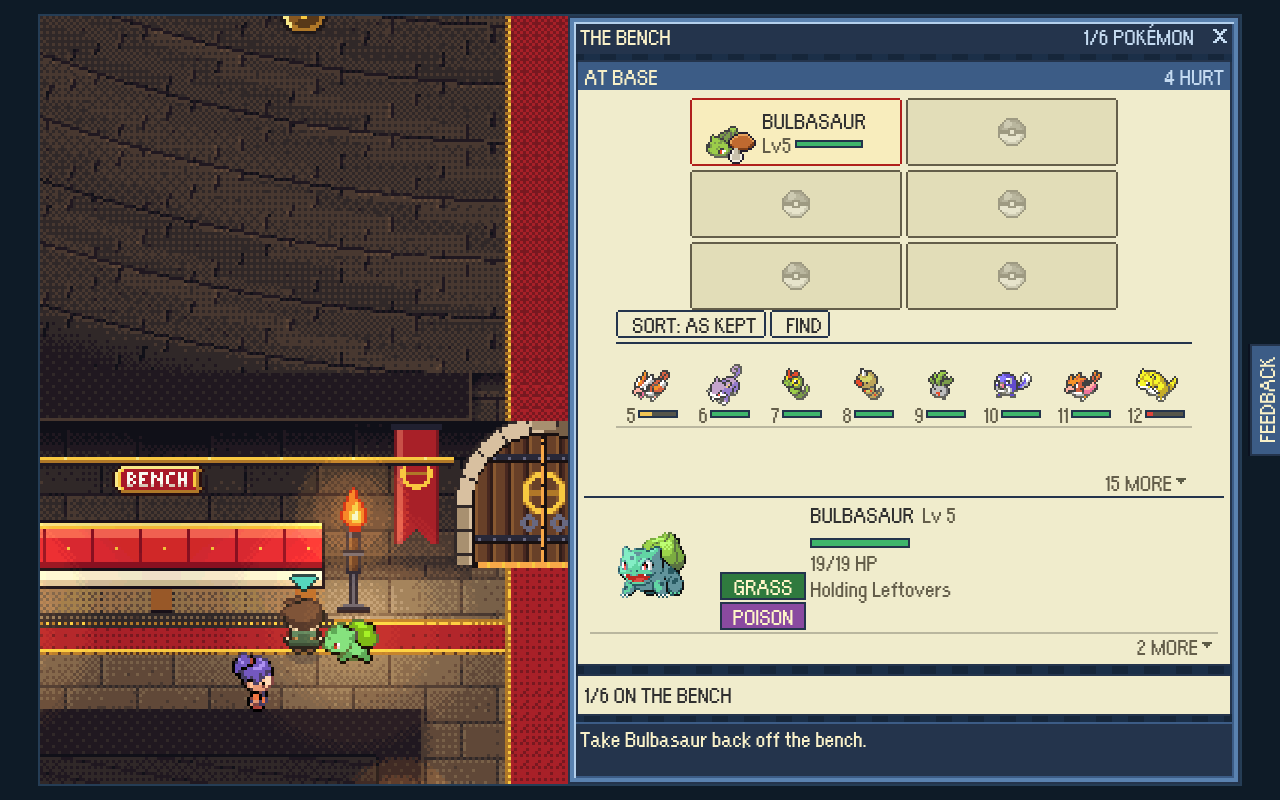 THE BENCH
1/6 POKÉMON X
AT BASE
4 HURT
BULBASAUR
Lv5
SORT: AS KEPT
FIND
5 6 7 8 9 10 11 12
15 MORE
BULBASAUR Lv 5
19/19 HP
GRASS
Holding Leftovers
POISON
2 MORE
1/6 ON THE BENCH
Take Bulbasaur back off the bench.
BENCH
FEEDBACK